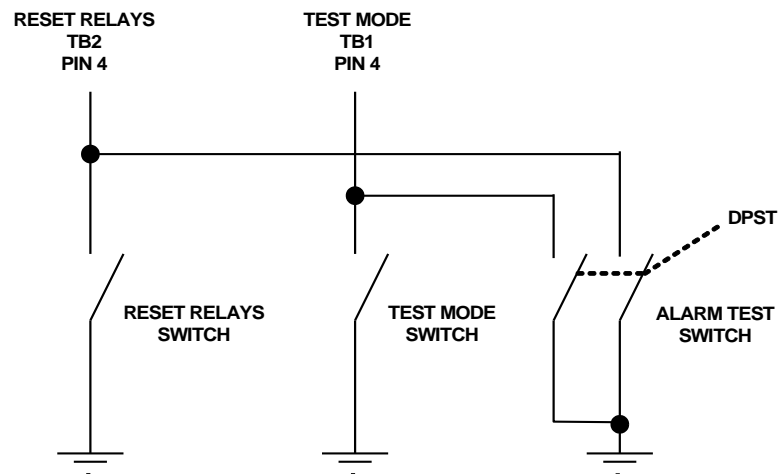 RESET RELAYS
TB2
PIN 4
TEST MODE
TB1
PIN 4
DPST
RESET RELAYS
SWITCH
TEST MODE
SWITCH
ALARM TEST
SWITCH